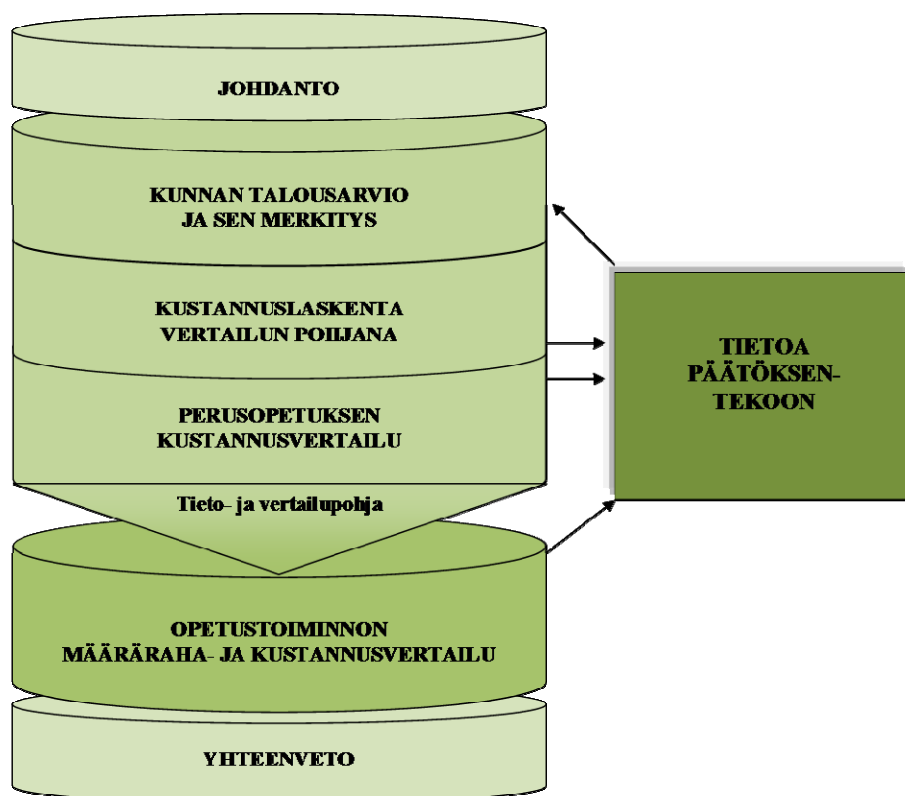 JOHDANTO
KUNNAN TALOUSARVIO
JA SEN MERKITYS
KUSTANNUSLASKENTA
VERTAILUN POHJANA
PERUSOPETUKSEN
KUSTANNUSVERTAILU
Tieto- ja vertailupohja
OPETUSTOIMINNON
MÄÄRÄRAHA- JA KUSTANNUSVERTAILU
YHTEENVETO
TIETOA
PÄÄTÖKSEN-
TEKOON